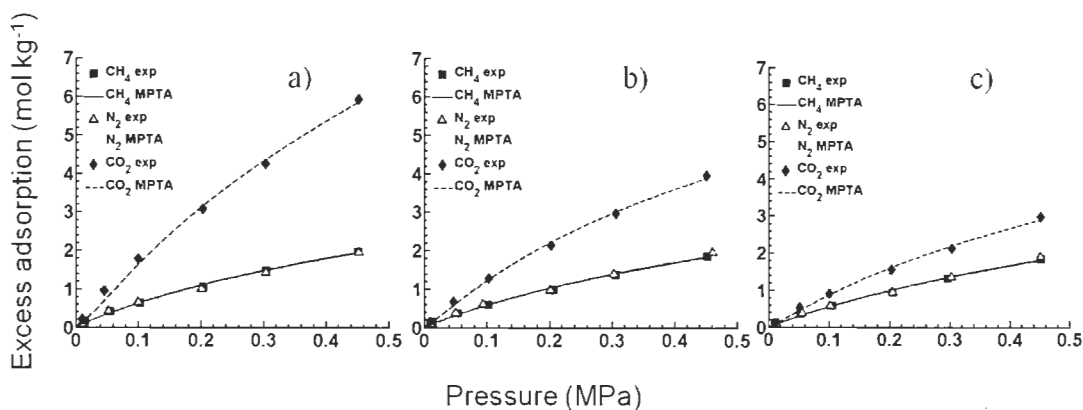 Excess adsorption (mol kg-1)
7
6
5
4
3
2
1
0
CH4 exp
CH4 MPTA
N2 exp
N2 MPTA
CO2 exp
CO2 MPTA
a)
0
0.1
0.2
0.3
0.4
0.5
7
6
5
4
3
2
1
0
CH4 exp
CH4 MPTA
N2 exp
N2 MPTA
CO2 exp
CO2 MPTA
b)
0
0.1
0.2
0.3
0.4
0.5
7
6
5
4
3
2
1
0
CH4 exp
CH4 MPTA
N2 exp
N2 MPTA
CO2 exp
CO2 MPTA
c)
0
0.1
0.2
0.3
0.4
0.5
Pressure (MPa)